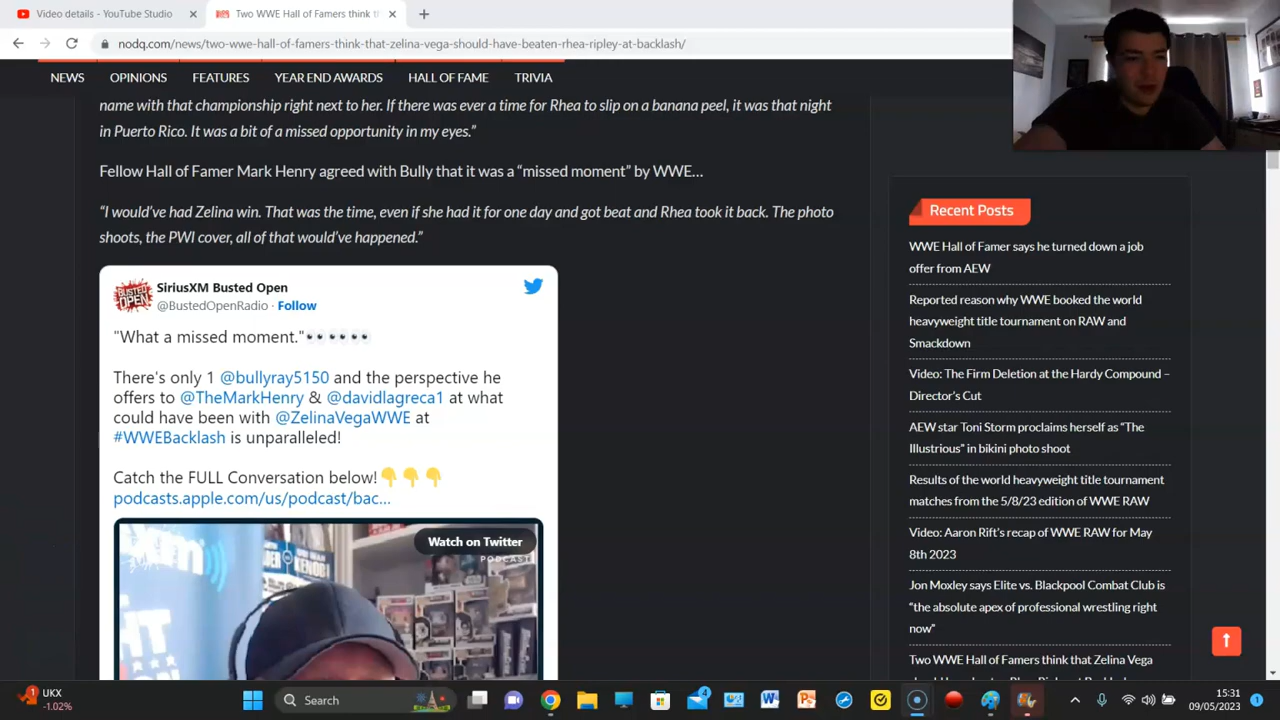 Video details - YouTube Studio
Two WWE Hall of Famers think th
nodq.com/news/two-wwe-hall-of-famers-think-that-zelina-vega-should-have-beaten-rhea-ripley-at-backlash/
NEWS OPINIONS FEATURES YEAR END AWARDS HALL OF FAME TRIVIA
name with that championship right next to her. If there was ever a time for Rhea to slip on a banana peel, it was that night
in Puerto Rico. It was a bit of a missed opportunity in my eyes.”
Fellow Hall of Famer Mark Henry agreed with Bully that it was a “missed moment” by WWE…
“I would’ve had Zelina win. That was the time, even if she had it for one day and got beat and Rhea took it back. The photo
shoots, the PWI cover, all of that would’ve happened.”
BUSTED OPEN
SiriusXM Busted Open
@BustedOpenRadio · Follow
"What a missed moment."👀👀👀
There's only 1 @bullyray5150 and the perspective he
offers to @TheMarkHenry & @davidlagreca1 at what
could have been with @ZelinaVegaWWE at
#WWEBacklash is unparalleled!
Catch the FULL Conversation below!👇👇👇
podcasts.apple.com/us/podcast/bac...
Watch on Twitter
PODCAST
KENOBI
Recent Posts
WWE Hall of Famer says he turned down a job
offer from AEW
Reported reason why WWE booked the world
heavyweight title tournament on RAW and
Smackdown
Video: The Firm Deletion at the Hardy Compound –
Director’s Cut
AEW star Toni Storm proclaims herself as “The
Illustrious” in bikini photo shoot
Results of the world heavyweight title tournament
matches from the 5/8/23 edition of WWE RAW
Video: Aaron Rift’s recap of WWE RAW for May
8th 2023
Jon Moxley says Elite vs. Blackpool Combat Club is
“the absolute apex of professional wrestling right
now”
Two WWE Hall of Famers think that Zelina Vega
1
UKX
-1.02%
Search
4
15:31
09/05/2023
1